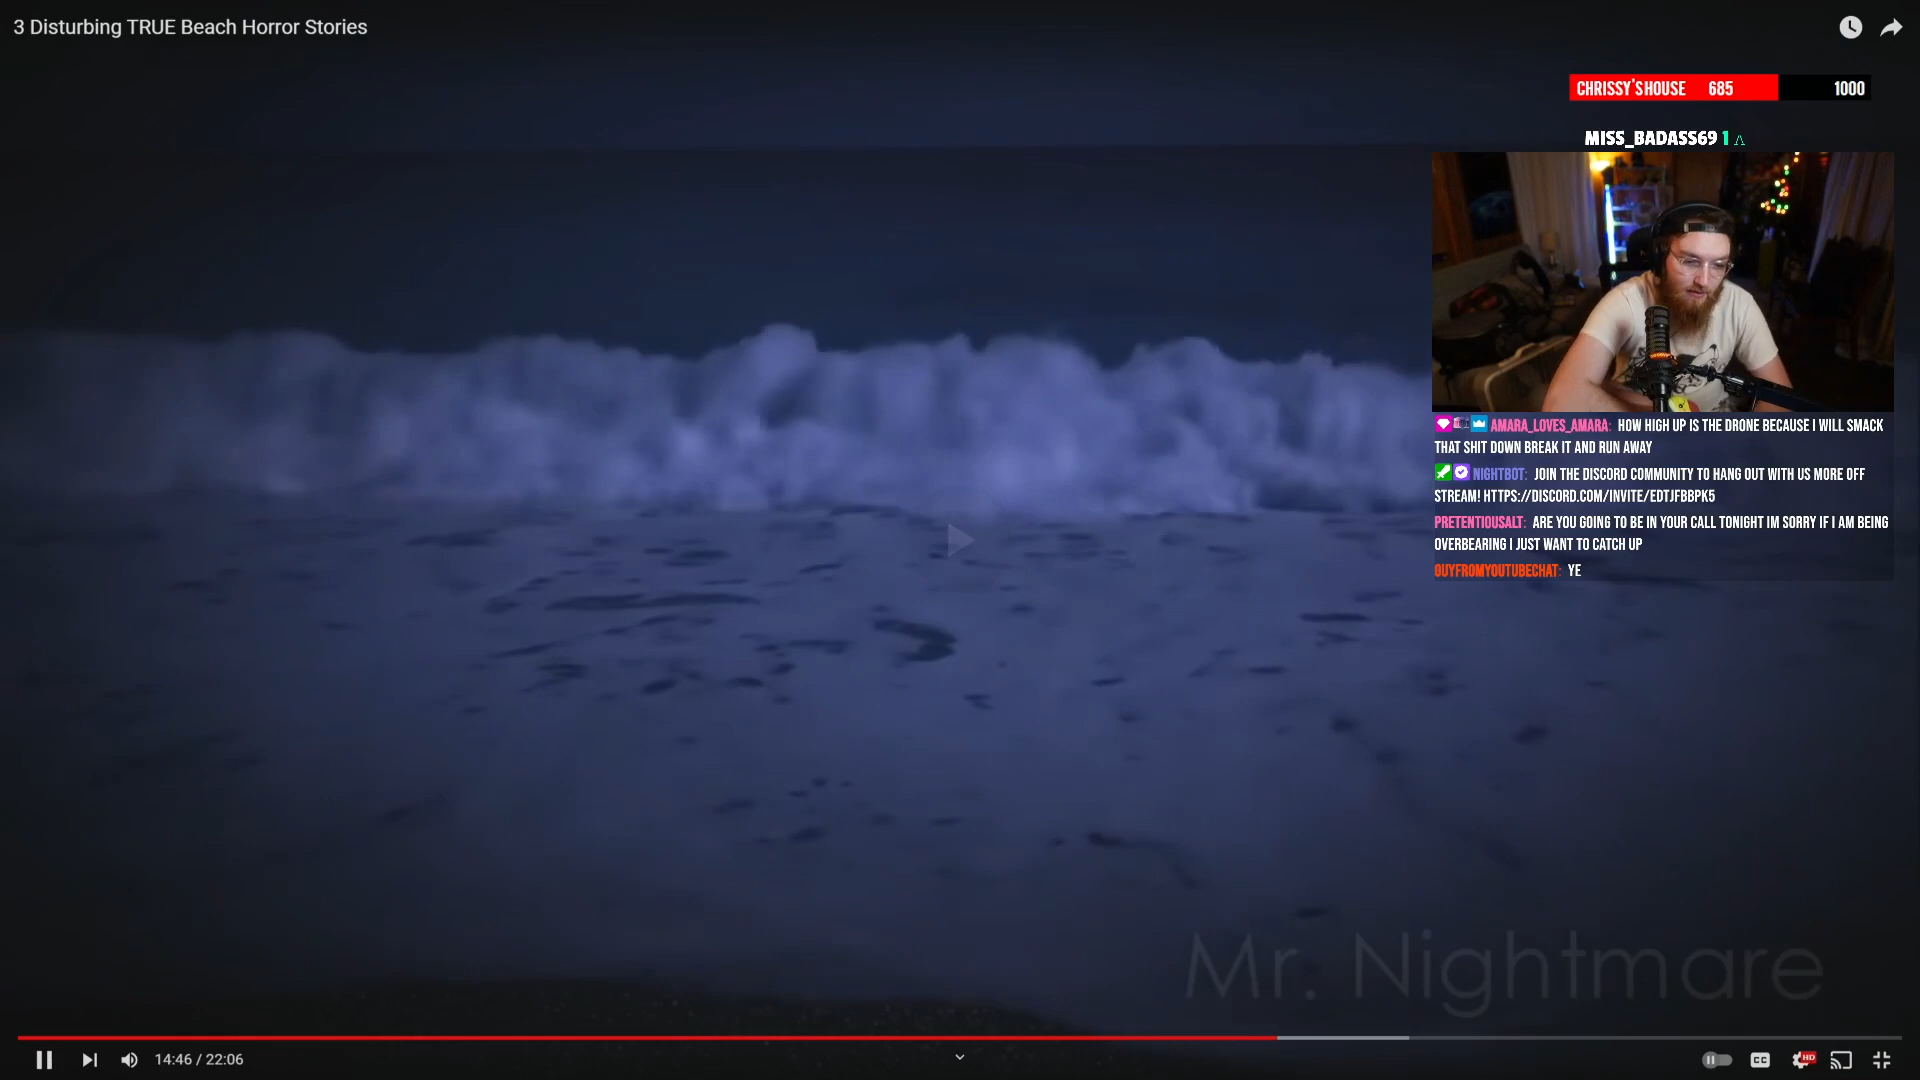 3 Disturbing TRUE Beach Horror Stories
CHRISSY'S HOUSE 685 1000
MISS_BADASS69 1
AMARA_LOVES_AMARA: HOW HIGH UP IS THE DRONE BECAUSE I WILL SMACK
THAT SHIT DOWN BREAK IT AND RUN AWAY
NIGHTBOT: JOIN THE DISCORD COMMUNITY TO HANG OUT WITH US MORE OFF
STREAM! HTTPS://DISCORD.COM/INVITE/EDTJFBBPK5
PRETENTIOUSALT: ARE YOU GOING TO BE IN YOUR CALL TONIGHT IM SORRY IF I AM BEING
OVERBEARING I JUST WANT TO CATCH UP
GUYFROMYOUTUBECHAT: YE
Mr. Nightmare
14:46 / 22:06
CC
HD